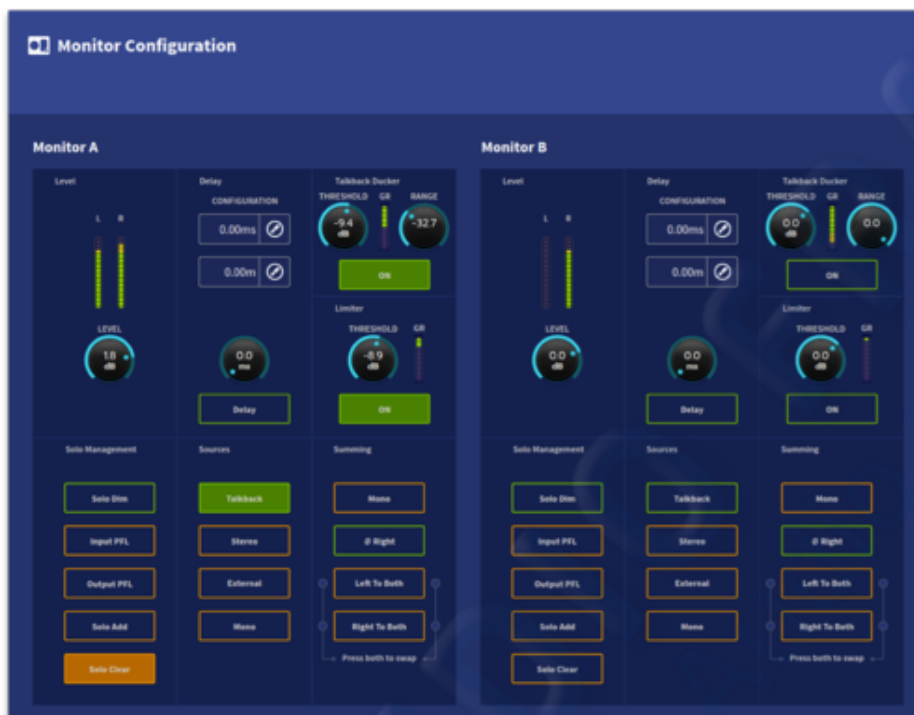 Monitor Configuration
Monitor A
Level
Delay
Talkback Ducker
CONFIGURATION
THRESHOLD GR RANGE
L R
0.00ms
-9.4 dB
-32.7
0.00m
ON
Limiter
LEVEL
THRESHOLD GR
1.8 dB
0.0 ms
-8.9 dB
Delay
ON
Solo Management
Sources
Summing
Solo Dim
Talkback
Mono
Input PFL
Stereo
Ø Right
Output PFL
External
Left To Both
Solo Add
Mono
Right To Both
Press both to swap
Solo Clear
Monitor B
Level
Delay
Talkback Ducker
CONFIGURATION
THRESHOLD GR RANGE
L R
0.00ms
0.0 dB
0.0
0.00m
ON
Limiter
LEVEL
THRESHOLD GR
0.0 dB
0.0 ms
0.0 dB
Delay
ON
Solo Management
Sources
Summing
Solo Dim
Talkback
Mono
Input PFL
Stereo
Ø Right
Output PFL
External
Left To Both
Solo Add
Mono
Right To Both
Press both to swap
Solo Clear